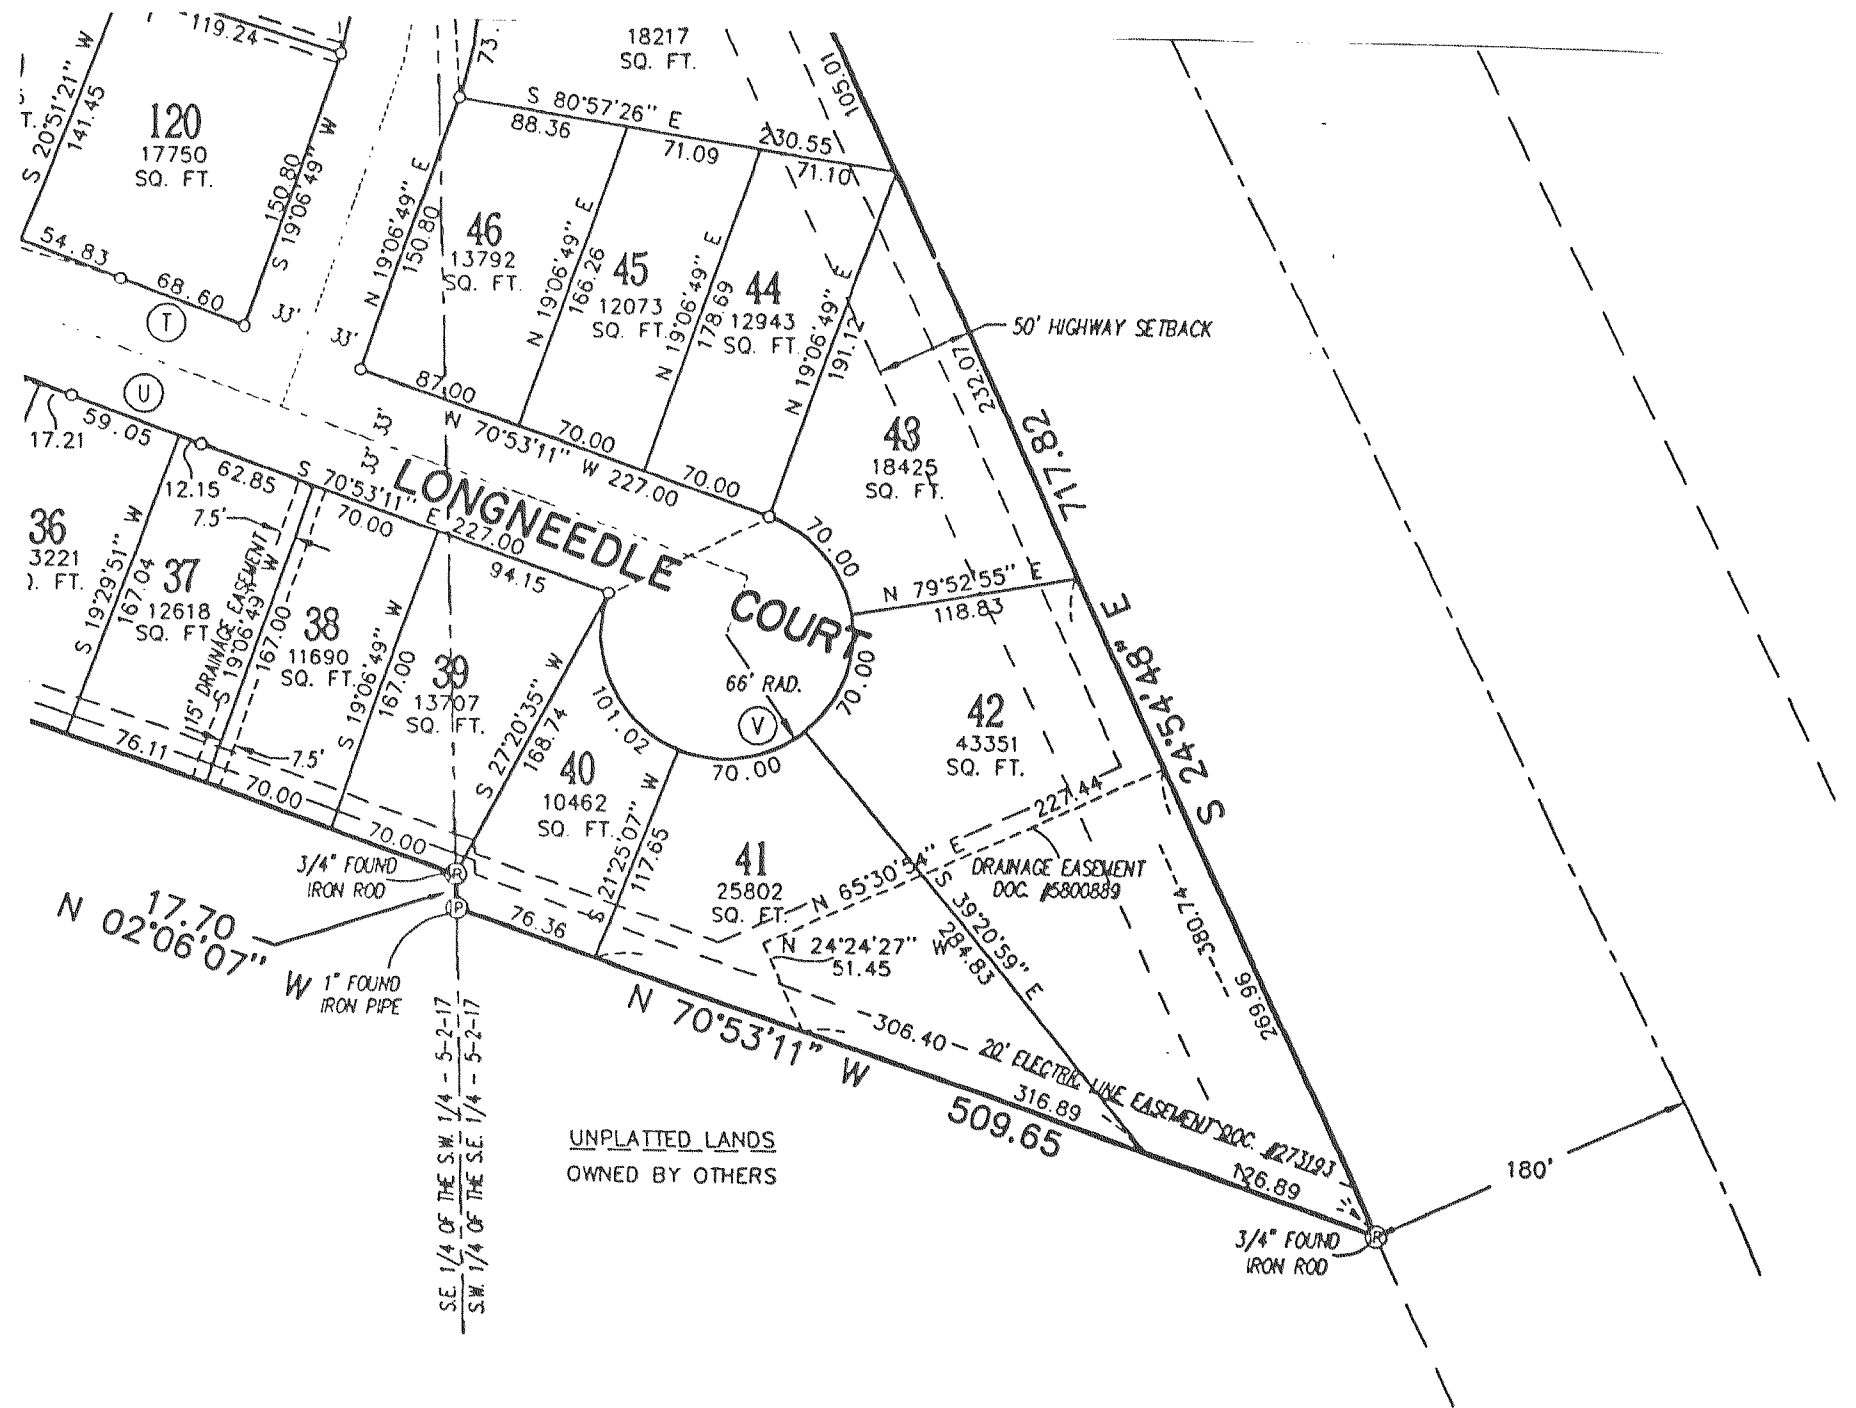 119.24
73.
18217
SQ. FT.
105.01
S 20°51'21" W
141.45
120
17750
SQ. FT.
150.80
S 19°06'49" W
54.83
68.60
T
33'
33'
S 80°57'26" E
230.55
88.36
71.09
71.10
N 19°06'49" E
150.80
46
13792
SQ. FT.
N 19°06'49" E
166.26
45
12073
SQ. FT.
N 19°06'49" E
178.69
44
12943
SQ. FT.
N 19°06'49" E
191.12
50' HIGHWAY SETBACK
232.07
717.82
43
18425
SQ. FT.
U
17.21
59.05
12.15
62.85
87.00
70.00
70.00
N 70°53'11" W 227.00
33'
33'
S 70°53'11" E 227.00
70.00
94.15
LONGNEEDLE
COURT
70.00
N 79°52'55" E
118.83
70.00
66' RAD.
V
70.00
101.02
36
3221
SQ. FT.
S 19°29'51" W
167.04
37
12618
SQ. FT.
7.5'
15' DRAINAGE EASEMENT
S 19°06'49" W
167.00
38
11690
SQ. FT.
S 19°06'49" W
167.00
39
13707
SQ. FT.
S 27°20'35" W
168.74
40
10462
SQ. FT.
S 21°25'07" W
117.65
41
25802
SQ. FT.
42
43351
SQ. FT.
S 24°54'48" E
227.44
N 65°30'54" E
DRAINAGE EASEMENT
DOC. #5800889
S 39°20'59" E
284.83
N 24°24'27" W
51.45
380.74
269.96
76.11
7.5'
70.00
70.00
3/4" FOUND
IRON ROD
R
P
17.70
N 02°06'07" W
1" FOUND
IRON PIPE
76.36
N 70°53'11" W
509.65
306.40
20' ELECTRIC LINE EASEMENT DOC. #273193
316.89
126.89
180'
R
3/4" FOUND
IRON ROD
S.E. 1/4 OF THE S.W. 1/4 - 5-2-17
S.W. 1/4 OF THE S.E. 1/4 - 5-2-17
UNPLATTED LANDS
OWNED BY OTHERS